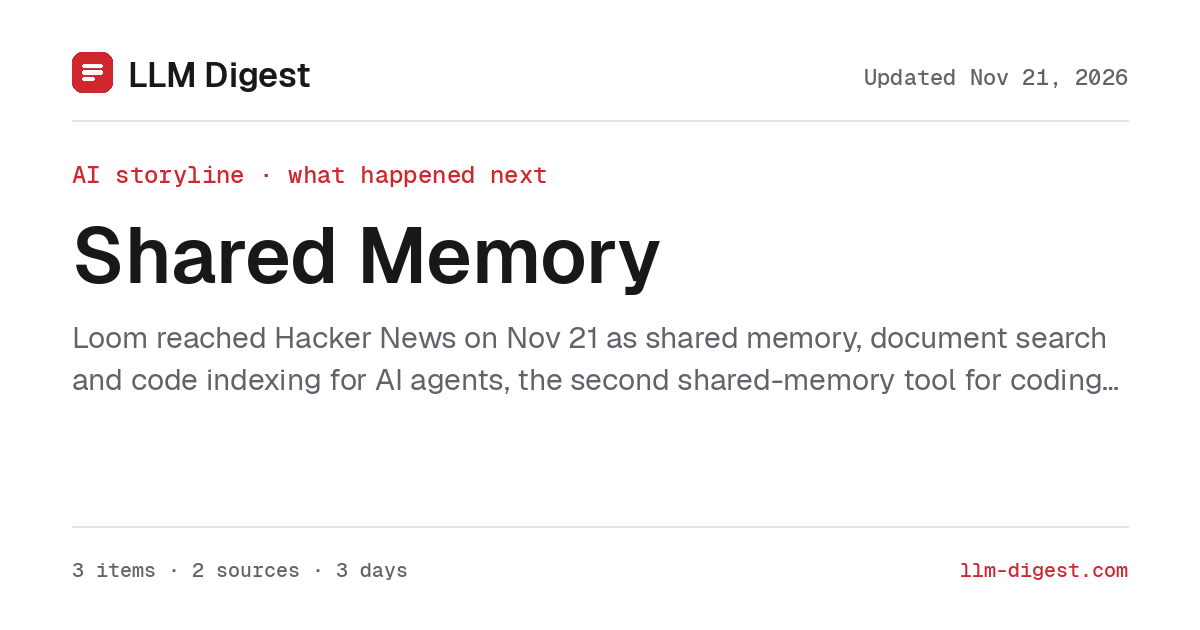 LLM Digest
Updated Nov 21, 2026
AI storyline · what happened next
Shared Memory
Loom reached Hacker News on Nov 21 as shared memory, document search
and code indexing for AI agents, the second shared-memory tool for coding…
3 items · 2 sources · 3 days
llm-digest.com